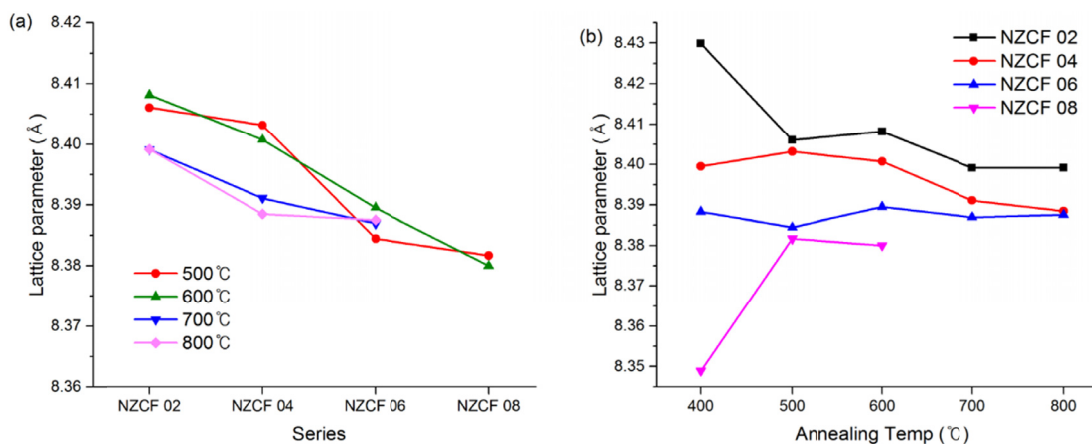 (a)
8.42
8.41
8.40
8.39
8.38
8.37
8.36
Lattice parameter (Å)
500℃
600℃
700℃
800℃
NZCF 02
NZCF 04
NZCF 06
NZCF 08
Series
(b)
8.43
8.42
8.41
8.40
8.39
8.38
8.37
8.36
8.35
Lattice parameter (Å)
NZCF 02
NZCF 04
NZCF 06
NZCF 08
400
500
600
700
800
Annealing Temp (℃)